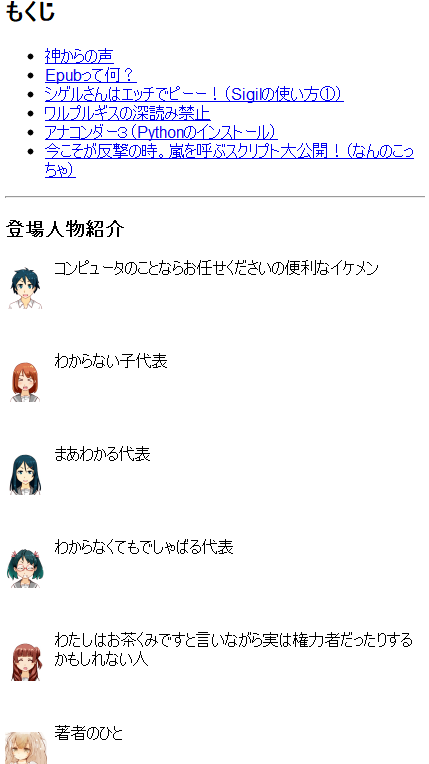 もくじ
神からの声
Epubって何？
シゲルさんはエッチでピーー！（Sigilの使い方①）
ワルプルギスの深読み禁止
アナコンダー3（Pythonのインストール）
今こそが反撃の時。嵐を呼ぶスクリプト大公開！（なんのこっ
ちゃ）
登場人物紹介
コンピュータのことならお任せくださいの便利なイケメン
わからない子代表
まあわかる代表
わからなくてもでしゃばる代表
わたしはお茶くみですと言いながら実は権力者だったりする
かもしれない人
著者のひと